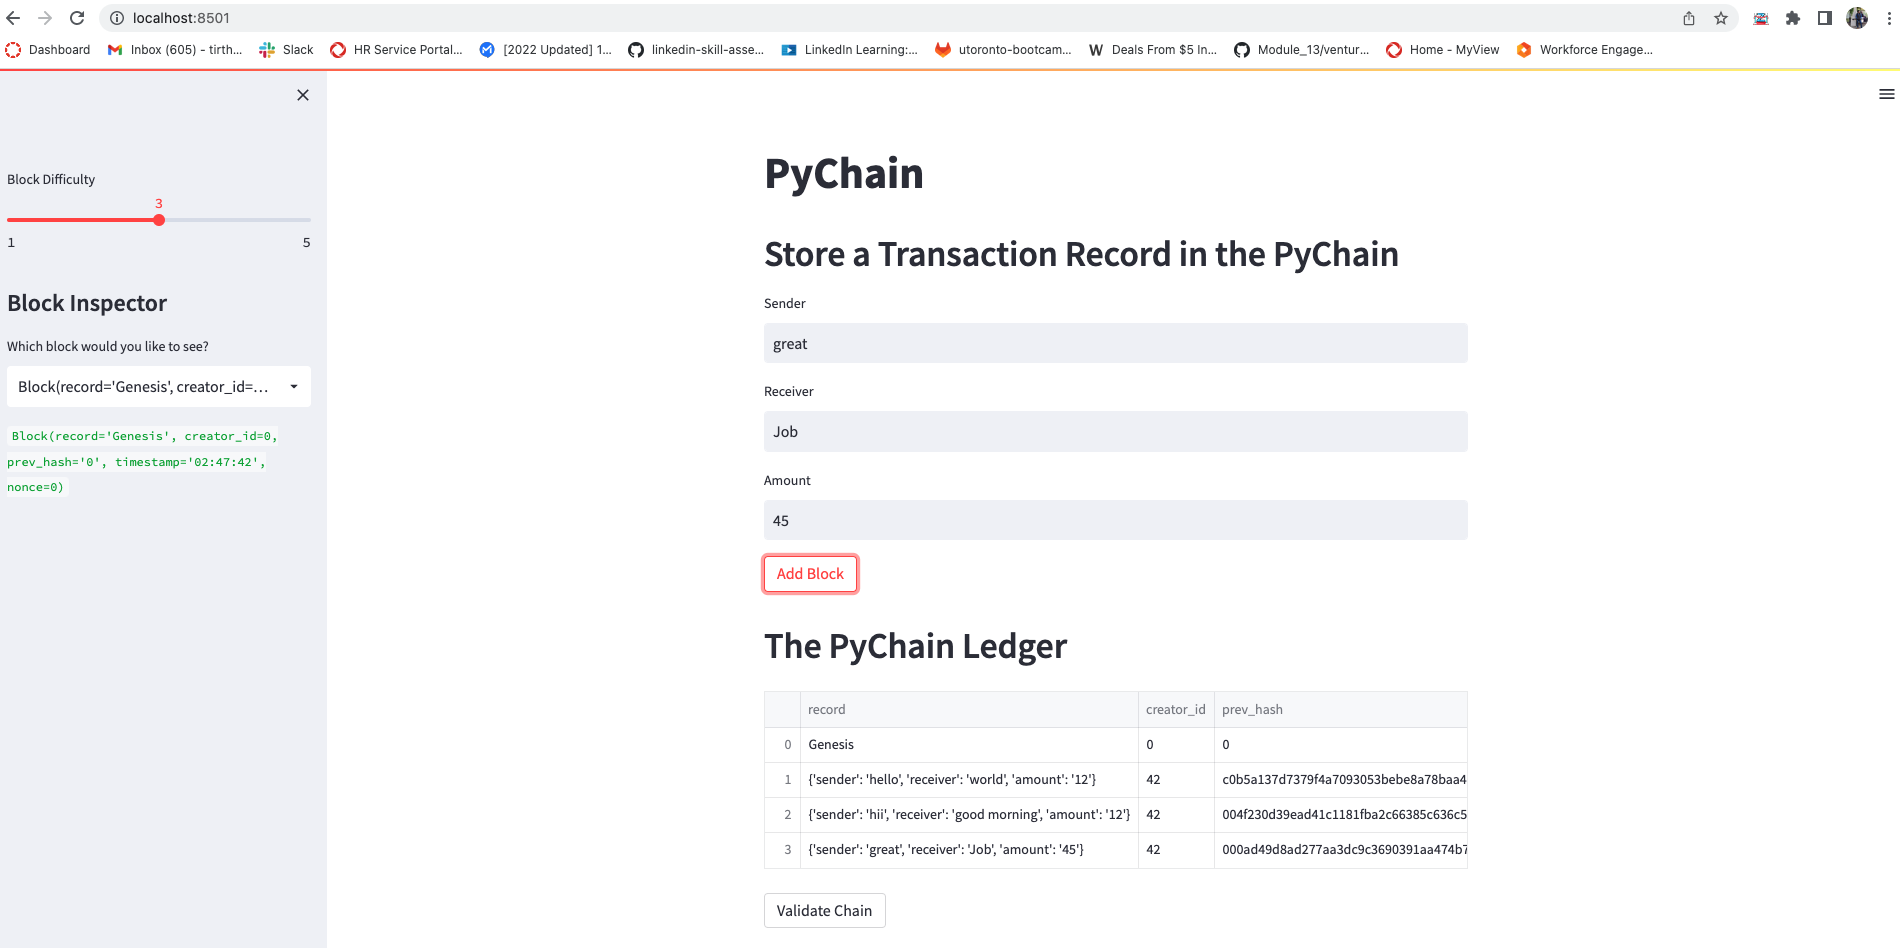 localhost:8501
Dashboard Inbox (605) - tirth... Slack HR Service Portal... [2022 Updated] 1... linkedin-skill-asse... LinkedIn Learning:... utoronto-bootcam... W Deals From $5 In... Module_13/ventur... Home - MyView Workforce Engage...
Block Difficulty
3
1 5
Block Inspector
Which block would you like to see?
Block(record='Genesis', creator_id=...
Block(record='Genesis', creator_id=0,
prev_hash='0', timestamp='02:47:42',
nonce=0)
PyChain
Store a Transaction Record in the PyChain
Sender
great
Receiver
Job
Amount
45
Add Block
The PyChain Ledger
record creator_id prev_hash
0 Genesis 0 0
1 {'sender': 'hello', 'receiver': 'world', 'amount': '12'} 42 c0b5a137d7379f4a7093053bebe8a78baa4
2 {'sender': 'hii', 'receiver': 'good morning', 'amount': '12'} 42 004f230d39ead41c1181fba2c66385c636c5
3 {'sender': 'great', 'receiver': 'Job', 'amount': '45'} 42 000ad49d8ad277aa3dc9c3690391aa474b7
Validate Chain